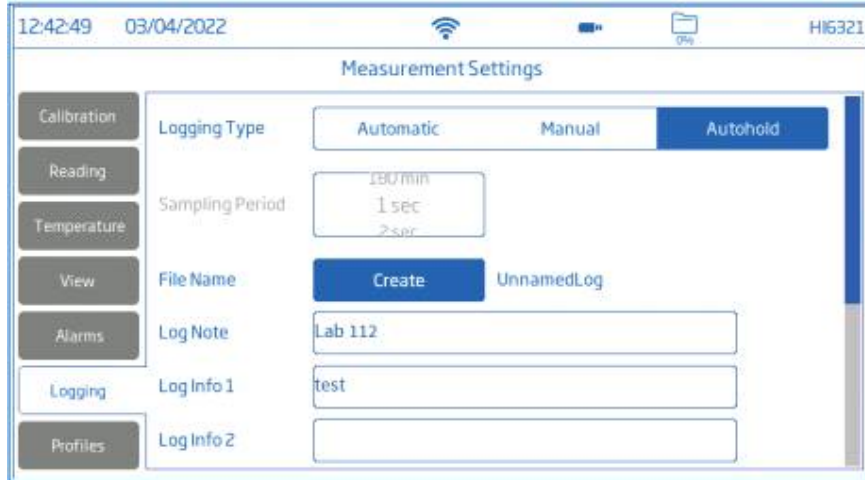 12:42:49 03/04/2022 0% HI6321
Measurement Settings
Calibration
Logging Type Automatic Manual Autohold
Reading
180 min
Sampling Period 1 sec
2 sec
Temperature
View File Name Create UnnamedLog
Alarms Log Note Lab 112
Logging Log Info 1 test
Profiles Log Info 2